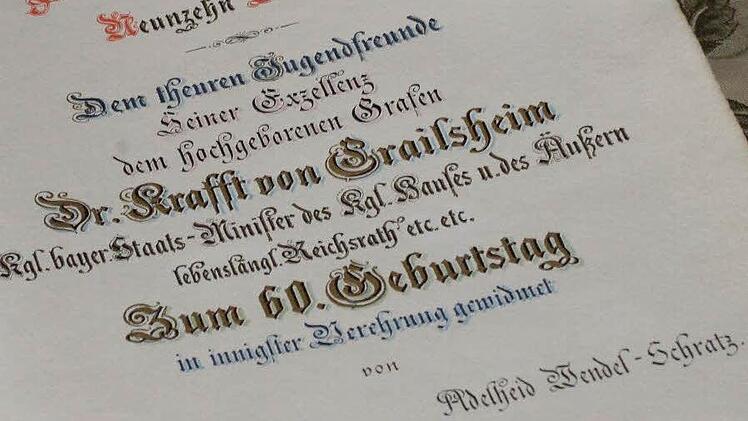 Neunzehn
Dem theuren Jugendfreunde
Seiner Exzellenz
dem hochgeborenen Grafen
Dr. Krafft von Crailsheim
Kgl. bayer. Staats-Minister des Kgl. Hauses u. des Äußern
lebenslängl. Reichsrath etc. etc.
Zum 60. Geburtstag
in innigster Verehrung gewidmet
von
Adelheid Wendel-Schratz.